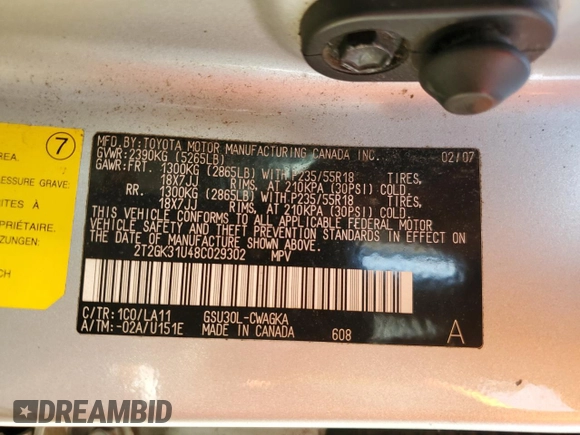 7
AREA.
ESSURE GRAVE
ITES À
PROPRIÉTAIRE.
ZUNGEN:
CH
MFD.BY:TOYOTA MOTOR MANUFACTURING CANADA INC. 02/07
GVWR:2390KG (5265LB)
GAWR:FRT. 1300KG (2865LB) WITH P235/55R18 TIRES,
18X7JJ RIMS, AT 210KPA (30PSI) COLD.
RR. 1300KG (2865LB) WITH P235/55R18 TIRES,
18X7JJ RIMS, AT 210KPA (30PSI) COLD.
THIS VEHICLE CONFORMS TO ALL APPLICABLE FEDERAL MOTOR
VEHICLE SAFETY AND THEFT PREVENTION STANDARDS IN EFFECT ON
THE DATE OF MANUFACTURE SHOWN ABOVE.
2T2GK31U48C029302 MPV
C/TR:1C0/LA11 GSU30L-CWAGKA
A/TM:-02A/U151E MADE IN CANADA 608 A
DREAMBID